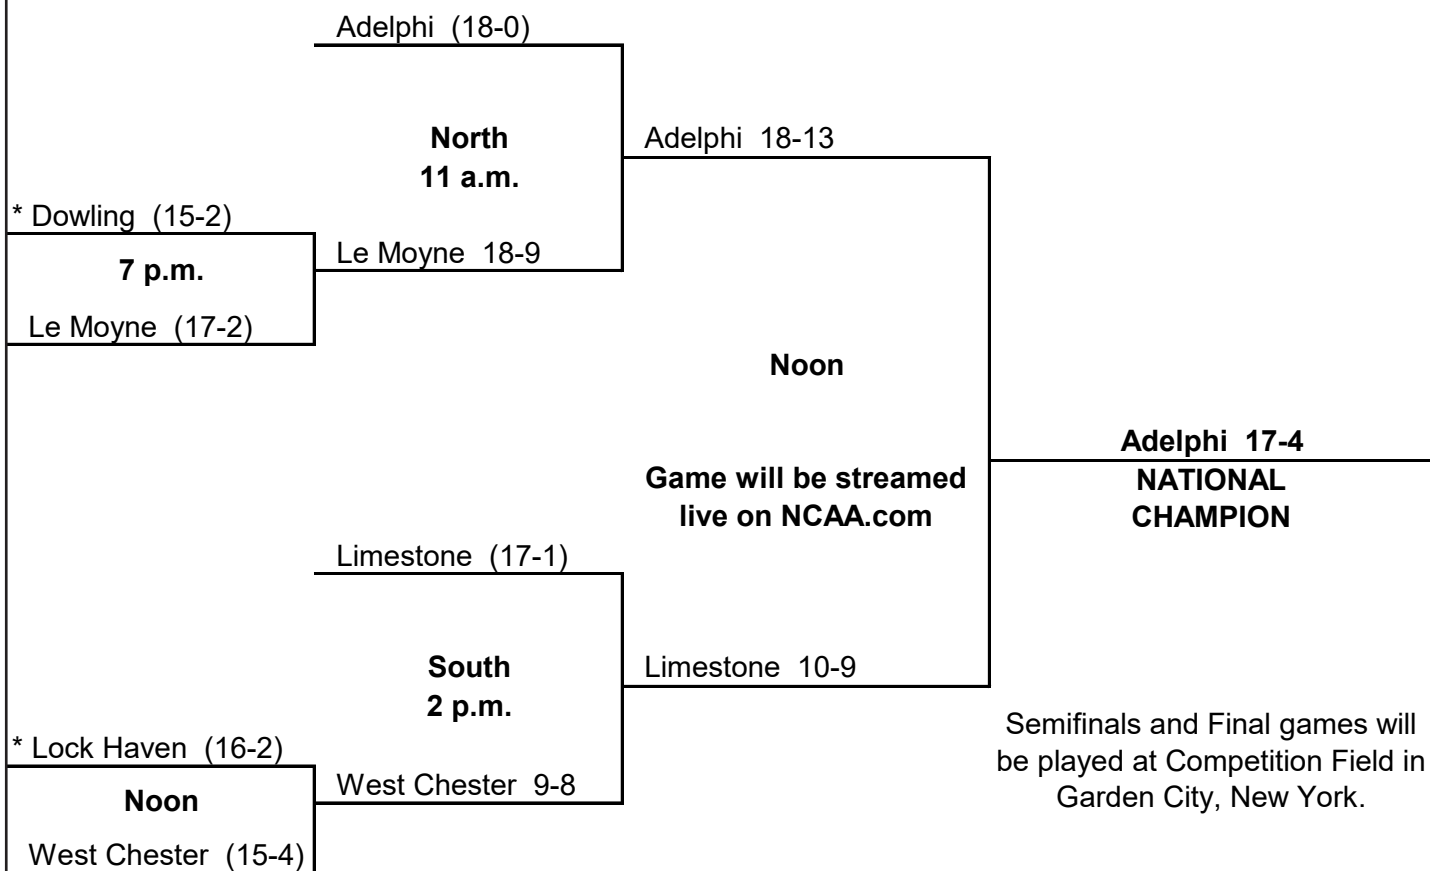 Adelphi (18-0)
North
11 a.m.
Adelphi 18-13
* Dowling (15-2)
7 p.m.
Le Moyne 18-9
Le Moyne (17-2)
Noon
Game will be streamed
live on NCAA.com
Adelphi 17-4
NATIONAL
CHAMPION
Limestone (17-1)
South
2 p.m.
Limestone 10-9
* Lock Haven (16-2)
Noon
West Chester 9-8
West Chester (15-4)
Semifinals and Final games will
be played at Competition Field in
Garden City, New York.